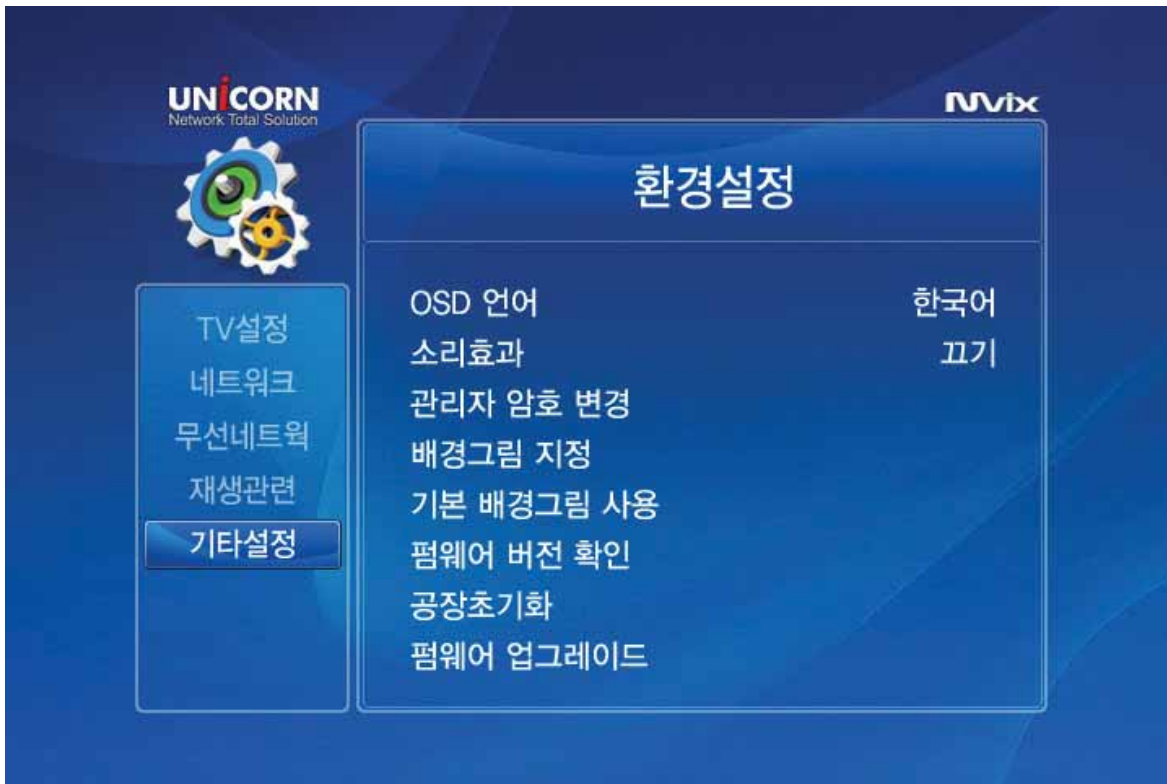 UNiCORN
Network Total Solution
Mvix
환경설정
TV설정
네트워크
무선네트웍
재생관련
기타설정
OSD 언어 한국어
소리효과 끄기
관리자 암호 변경
배경그림 지정
기본 배경그림 사용
펌웨어 버전 확인
공장초기화
펌웨어 업그레이드